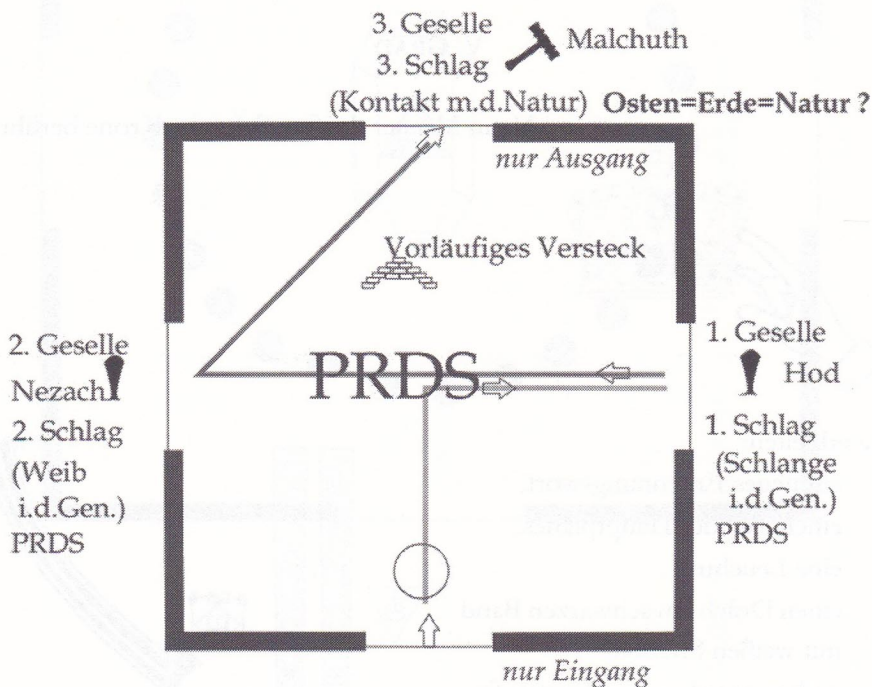 3. Geselle
Malchuth
3. Schlag
(Kontakt m.d.Natur) Osten=Erde=Natur ?
nur Ausgang
Vorläufiges Versteck
2. Geselle
Nezach
2. Schlag
(Weib
i.d.Gen.)
PRDS
PRDS
1. Geselle
Hod
1. Schlag
(Schlange
i.d.Gen.)
PRDS
nur Eingang